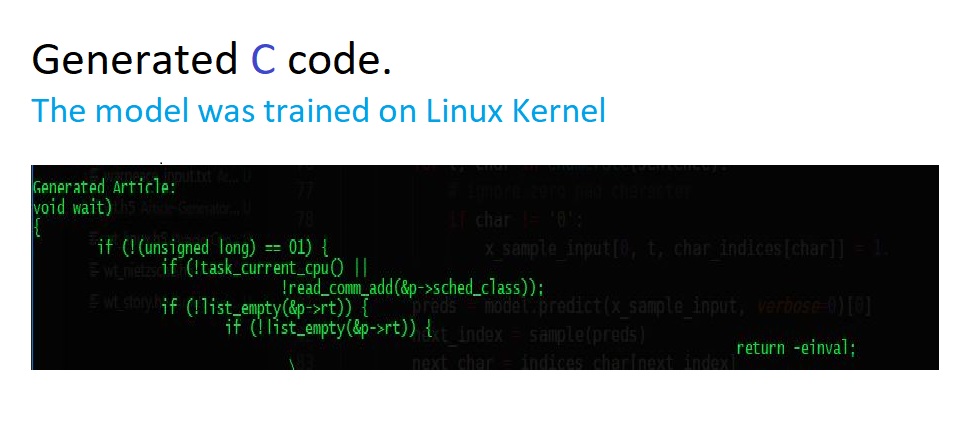 Generated C code.
The model was trained on Linux Kernel
Generated Article:
void wait)
{
if (!(unsigned long) == 01) {
if (!task_current_cpu() ||
!read_comm_add(&p->sched_class));
if (!list_empty(&p->rt)) {
if (!list_empty(&p->rt)) {
return -einval;
\
77
# ignore zero pad character
78
if char != '0':
x_sample_input[0, t, char_indices[char]] = 1.
wt_story.h
preds = model.predict(x_sample_input, verbose=0)[0]
next_index = sample(preds)
83
next_char = indices_char[next_index]